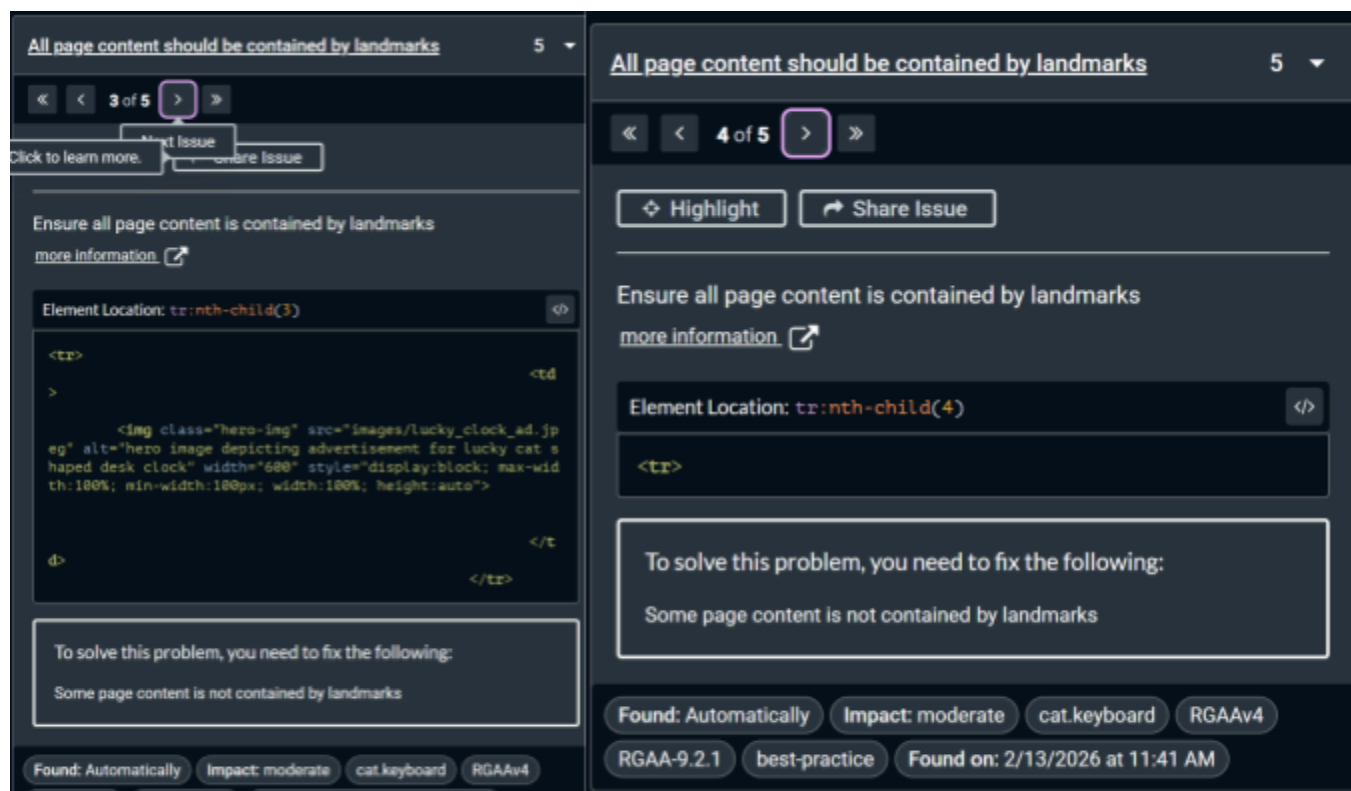 All page content should be contained by landmarks 5
3 of 5
Next Issue
Click to learn more.
Share Issue
Ensure all page content is contained by landmarks
more information
Element Location: tr:nth-child(3) </>
<tr>
<td
>
<img class="hero-img" src="images/lucky_clock_ad.jp
eg" alt="hero image depicting advertisement for lucky cat s
haped desk clock" width="600" style="display:block; max-wid
th:100%; min-width:100px; width:100%; height:auto">
</t
d>
</tr>
To solve this problem, you need to fix the following:
Some page content is not contained by landmarks
Found: Automatically Impact: moderate cat.keyboard RGAAv4
All page content should be contained by landmarks 5
4 of 5
Highlight Share Issue
Ensure all page content is contained by landmarks
more information
Element Location: tr:nth-child(4) </>
<tr>
To solve this problem, you need to fix the following:
Some page content is not contained by landmarks
Found: Automatically Impact: moderate cat.keyboard RGAAv4
RGAA-9.2.1 best-practice Found on: 2/13/2026 at 11:41 AM